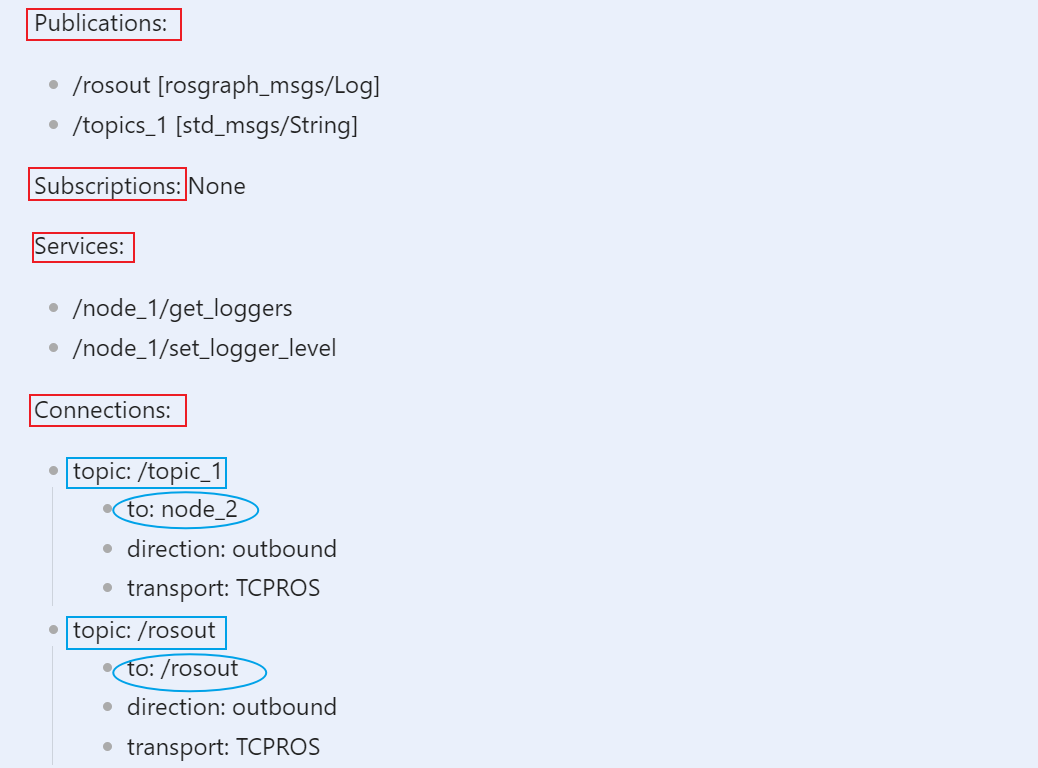 Publications:
/rosout [rosgraph_msgs/Log]
/topics_1 [std_msgs/String]
Subscriptions: None
Services:
/node_1/get_loggers
/node_1/set_logger_level
Connections:
topic: /topic_1
to: node_2
direction: outbound
transport: TCPROS
topic: /rosout
to: /rosout
direction: outbound
transport: TCPROS